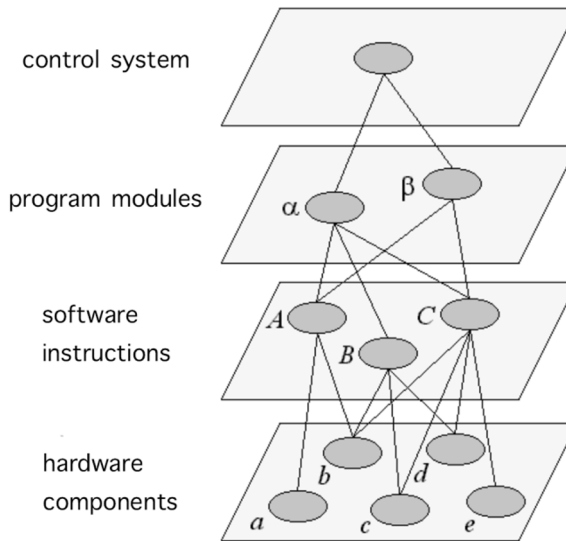 control system
program modules
α
β
software
instructions
A
B
C
hardware
components
a
b
c
d
e